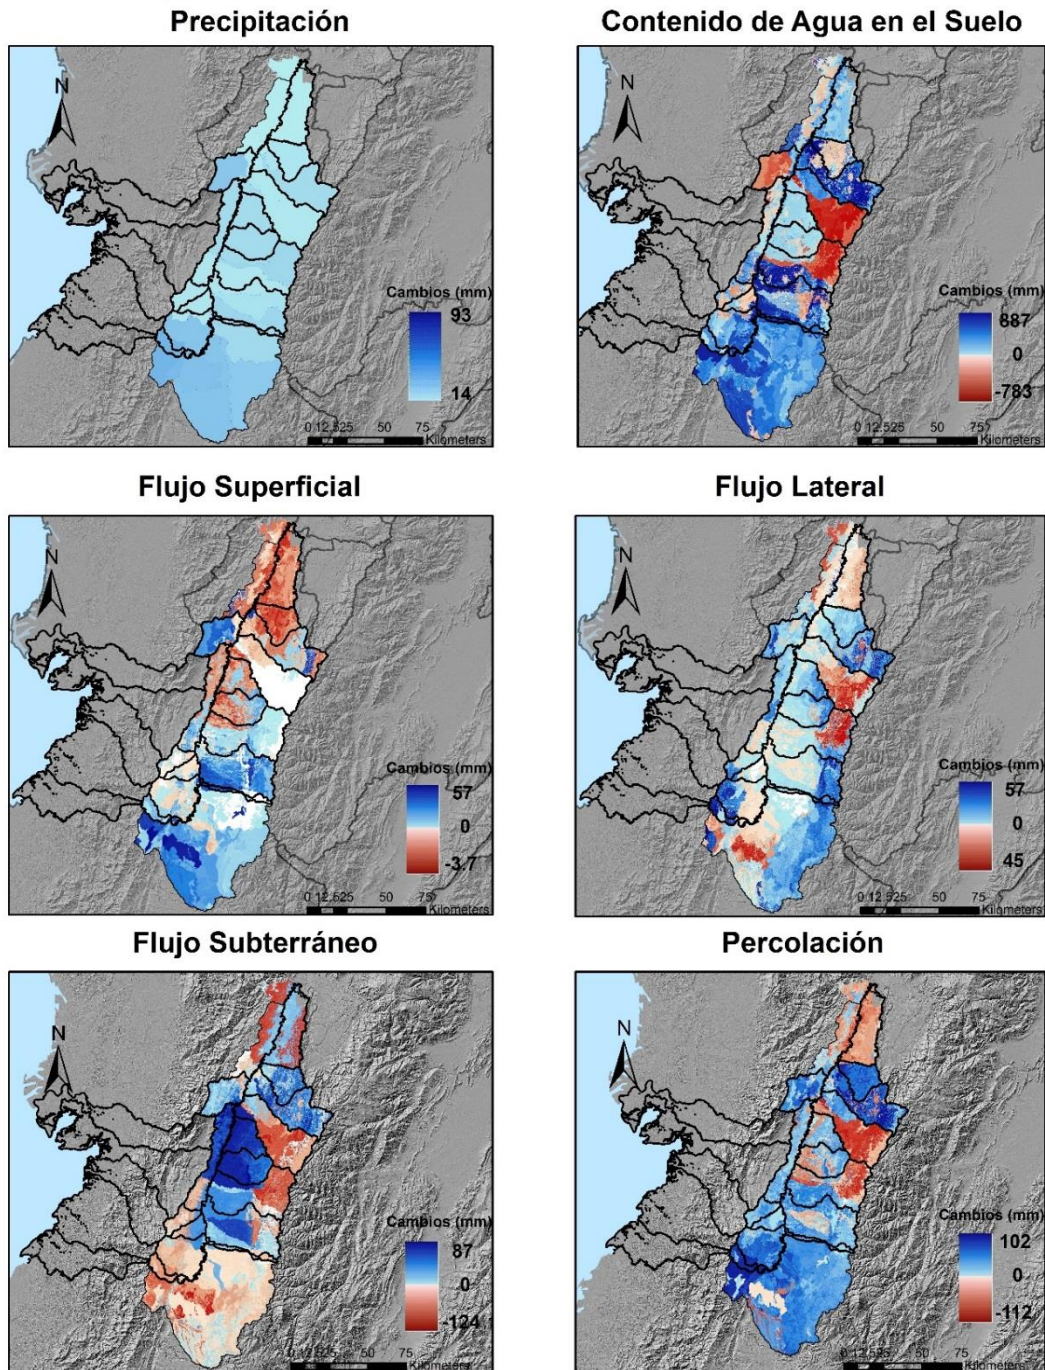 Precipitación
Contenido de Agua en el Suelo
N
Cambios (mm)
93
14
0 12.525 50 75
Kilometers
N
Cambios (mm)
887
0
-783
0 12.525 50 75
Kilometers
Flujo Superficial
Flujo Lateral
N
Cambios (mm)
57
0
-3.7
0 12.525 50 75
Kilometers
N
Cambios (mm)
57
0
45
0 12.525 50 75
Kilometers
Flujo Subterráneo
Percolación
N
Cambios (mm)
87
0
-124
0 12.525 50 75
Kilometers
N
Cambios (mm)
102
0
-112
0 12.525 50 75
Kilometers